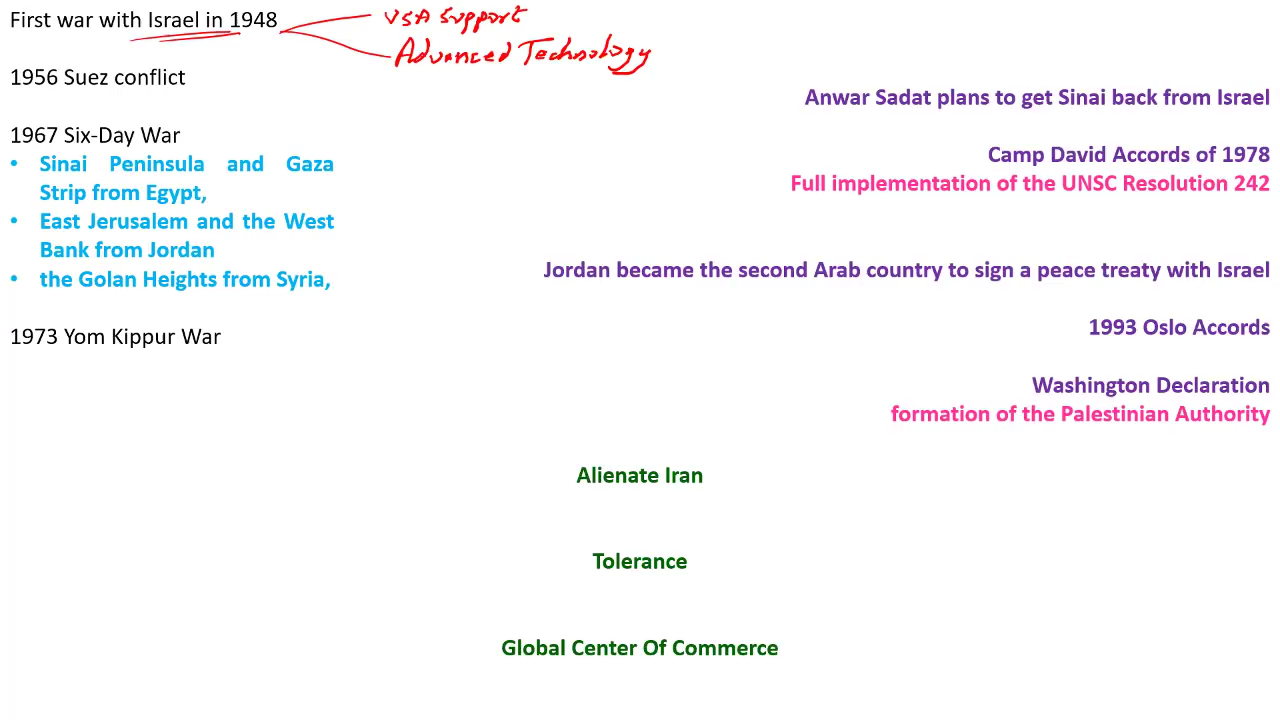 First war with Israel in 1948
USA Support
Advanced Technology
1956 Suez conflict
1967 Six-Day War
• Sinai Peninsula and Gaza
Strip from Egypt,
• East Jerusalem and the West
Bank from Jordan
• the Golan Heights from Syria,
1973 Yom Kippur War
Anwar Sadat plans to get Sinai back from Israel
Camp David Accords of 1978
Full implementation of the UNSC Resolution 242
Jordan became the second Arab country to sign a peace treaty with Israel
1993 Oslo Accords
Washington Declaration
formation of the Palestinian Authority
Alienate Iran
Tolerance
Global Center Of Commerce